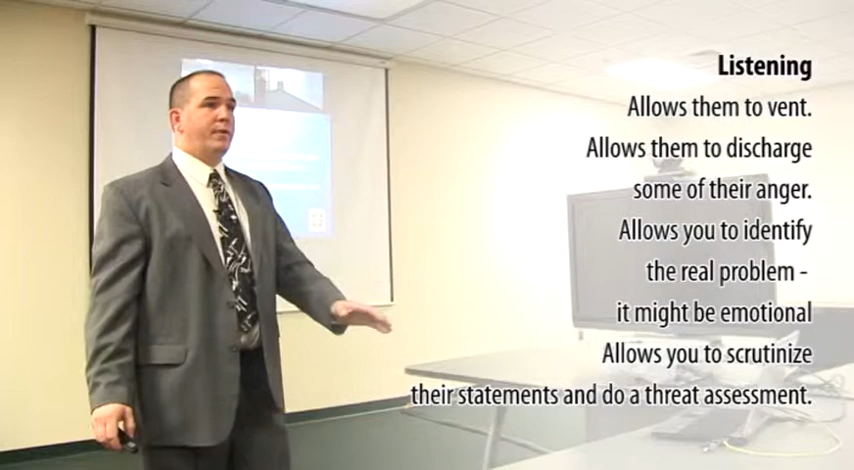 Listening
Allows them to vent.
Allows them to discharge
some of their anger.
Allows you to identify
the real problem -
it might be emotional
Allows you to scrutinize
their statements and do a threat assessment.